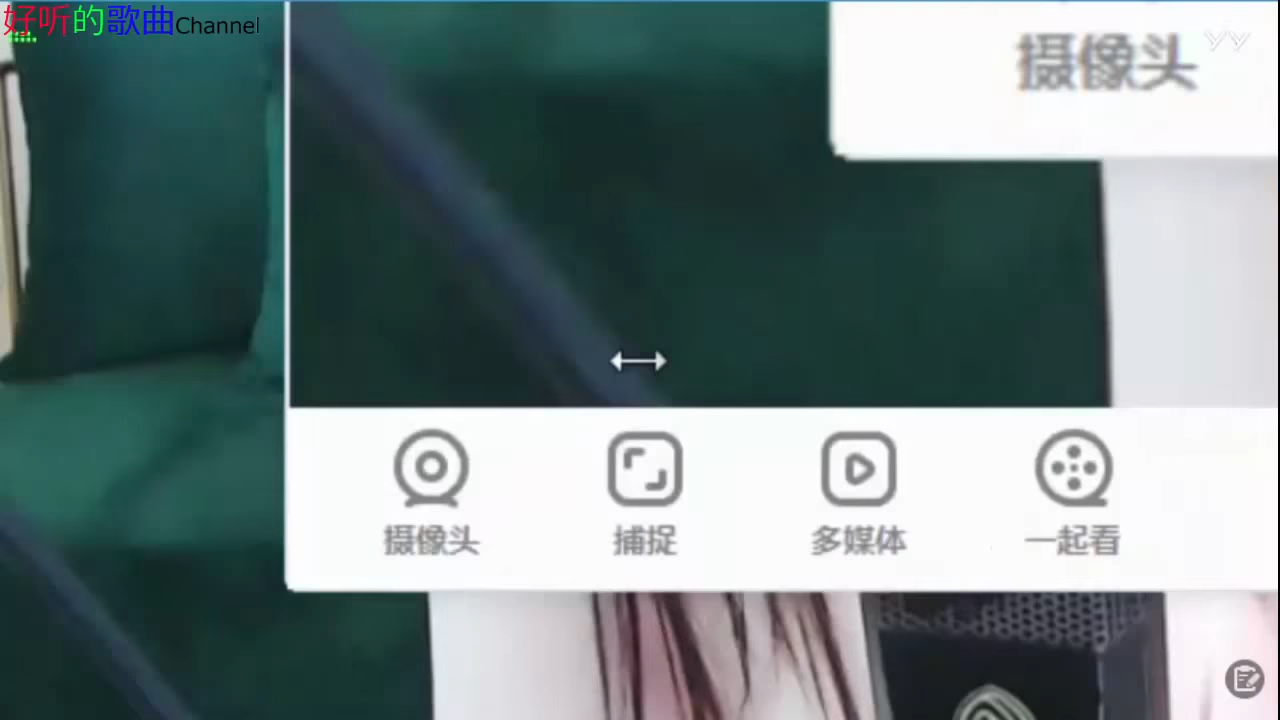 好听的歌曲Channel
YY
摄像头
摄像头
捕捉
多媒体
一起看